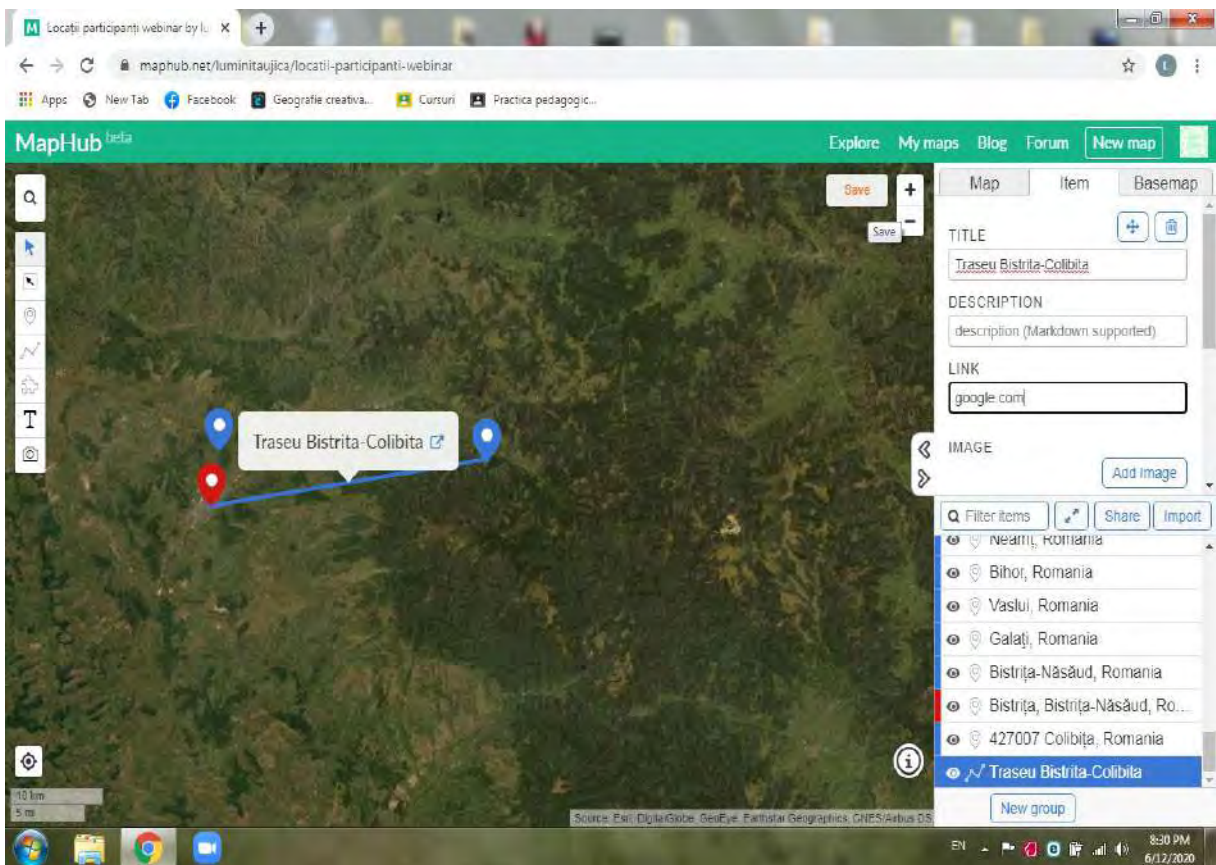 Locații participanți webinar by lu
maphub.net/luminitaujica/locatii-participanti-webinar
Apps New Tab Facebook Geografie creativa... Cursuri Practica pedagogic...
MapHub beta Explore My maps Blog Forum New map
Save
Save
Map Item Basemap
TITLE
Traseu Bistrita-Colibita
DESCRIPTION
description (Markdown supported)
LINK
google.com
IMAGE
Add image
Traseu Bistrita-Colibita
Filter items Share Import
Neamț, Romania
Bihor, Romania
Vaslui, Romania
Galați, Romania
Bistrița-Năsăud, Romania
Bistrița, Bistrița-Năsăud, Ro...
427007 Colibița, Romania
Traseu Bistrita-Colibita
New group
10 km
5 mi
Source: Esri, DigitalGlobe, GeoEye, Earthstar Geographics, CNES/Airbus DS
EN
8:30 PM
6/12/2020